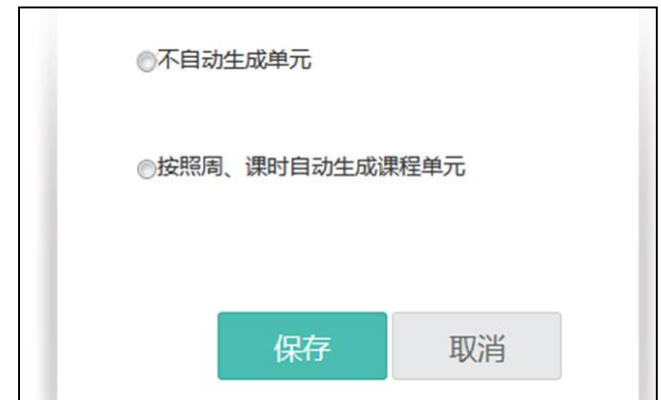 不自动生成单元
按照周、课时自动生成课程单元
保存
取消